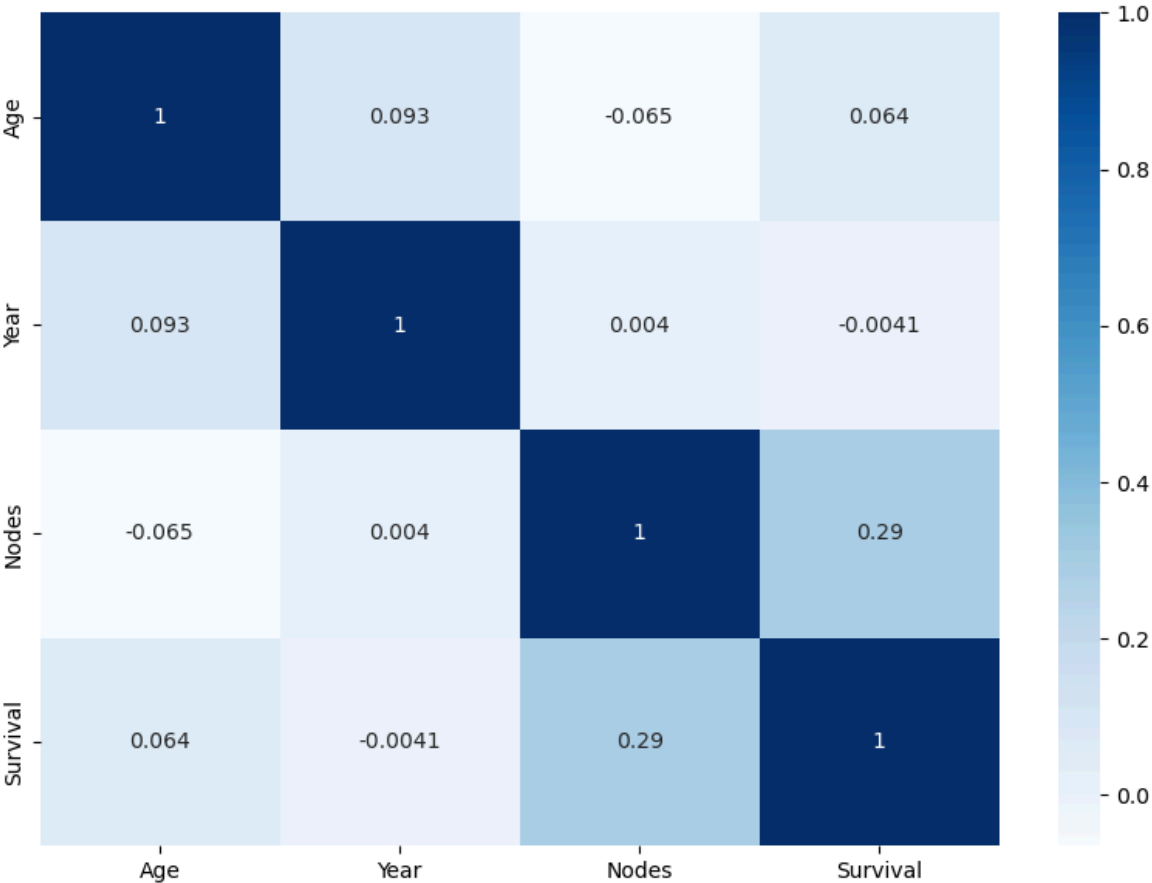 1.0
Age 1 0.093 -0.065 0.064
0.8
Year 0.093 1 0.004 -0.0041
0.6
0.4
Nodes -0.065 0.004 1 0.29
0.2
Survival 0.064 -0.0041 0.29 1
0.0
Age Year Nodes Survival